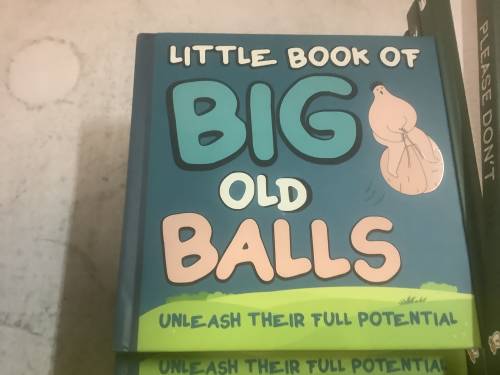 LITTLE BOOK OF
BIG
OLD
BALLS
UNLEASH THEIR FULL POTENTIAL
UNLEASH THEIR FULL POTENTIAL
PLEASE DON'T